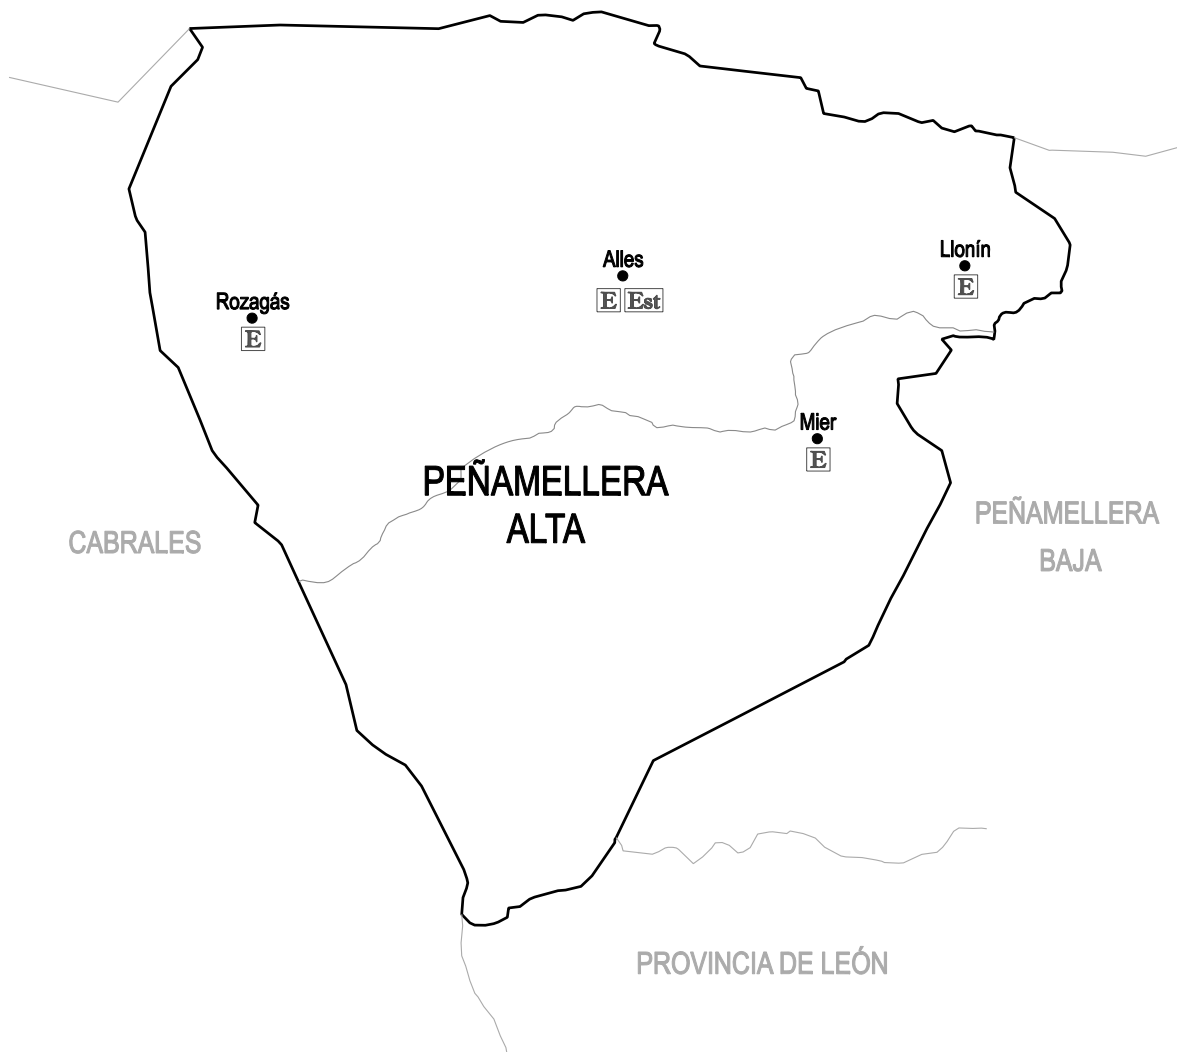 Llonín
Alles
E
E Est
Rozagás
E
Mier
E
PEÑAMELLERA
ALTA
PEÑAMELLERA
BAJA
CABRALES
PROVINCIA DE LEÓN